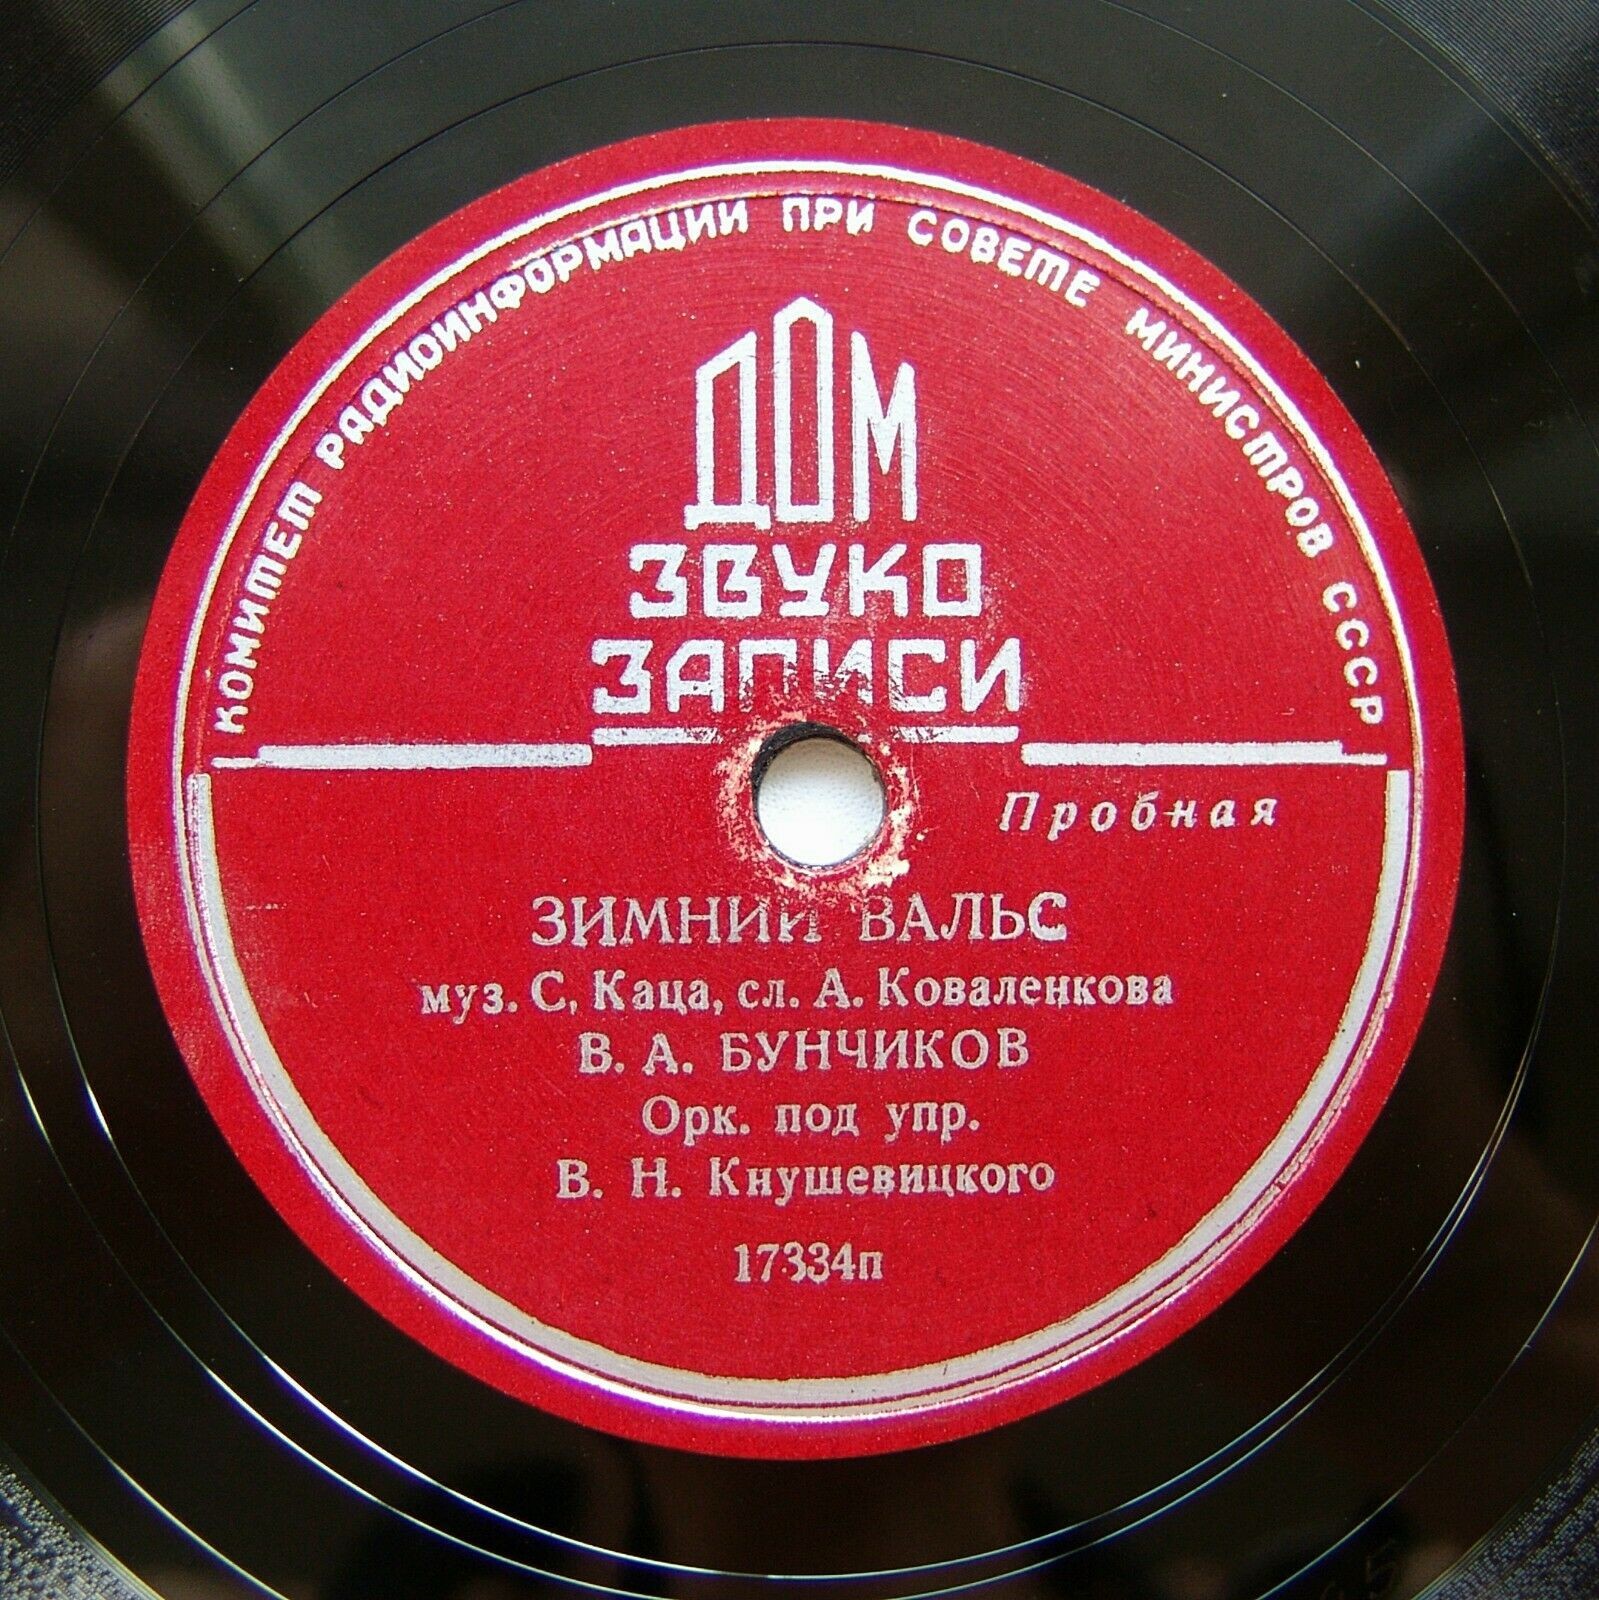 КОМИТЕТ РАДИОИНФОРМАЦИИ ПРИ СОВЕТЕ МИНИСТРОВ СССР
ДОМ
ЗВУКО
ЗАПИСИ
Пробная
ЗИМНИЙ ВАЛЬС
муз. С, Каца, сл. А. Коваленкова
В. А. БУНЧИКОВ
Орк. под упр.
В. Н. Кнушевицкого
17334п